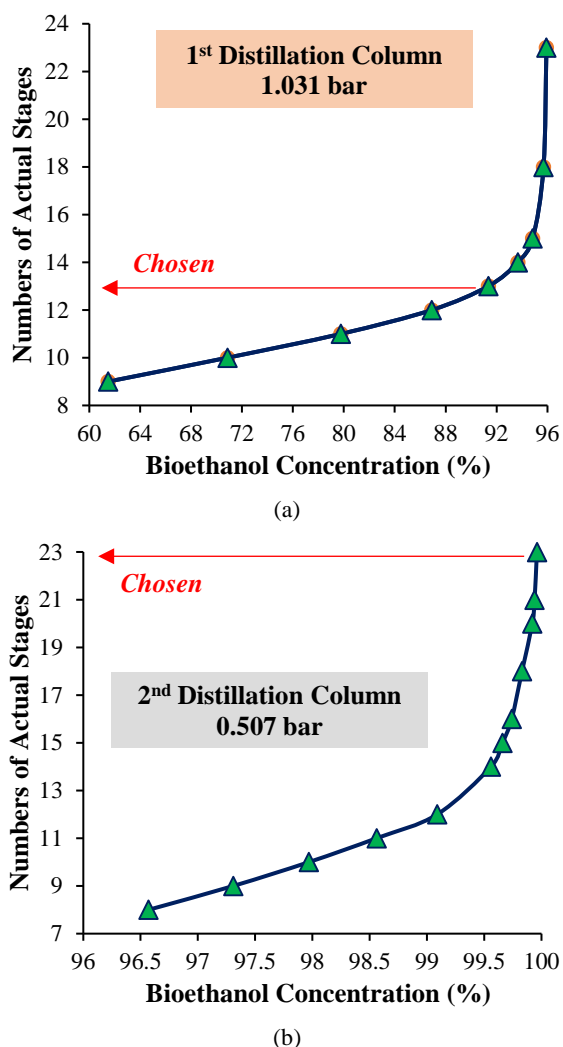 24
22
20
18
16
14
12
10
8
Numbers of Actual Stages
1st Distillation Column
1.031 bar
Chosen
60 64 68 72 76 80 84 88 92 96
Bioethanol Concentration (%)
(a)
23
21
19
17
15
13
11
9
7
Numbers of Actual Stages
Chosen
2nd Distillation Column
0.507 bar
96 96.5 97 97.5 98 98.5 99 99.5 100
Bioethanol Concentration (%)
(b)